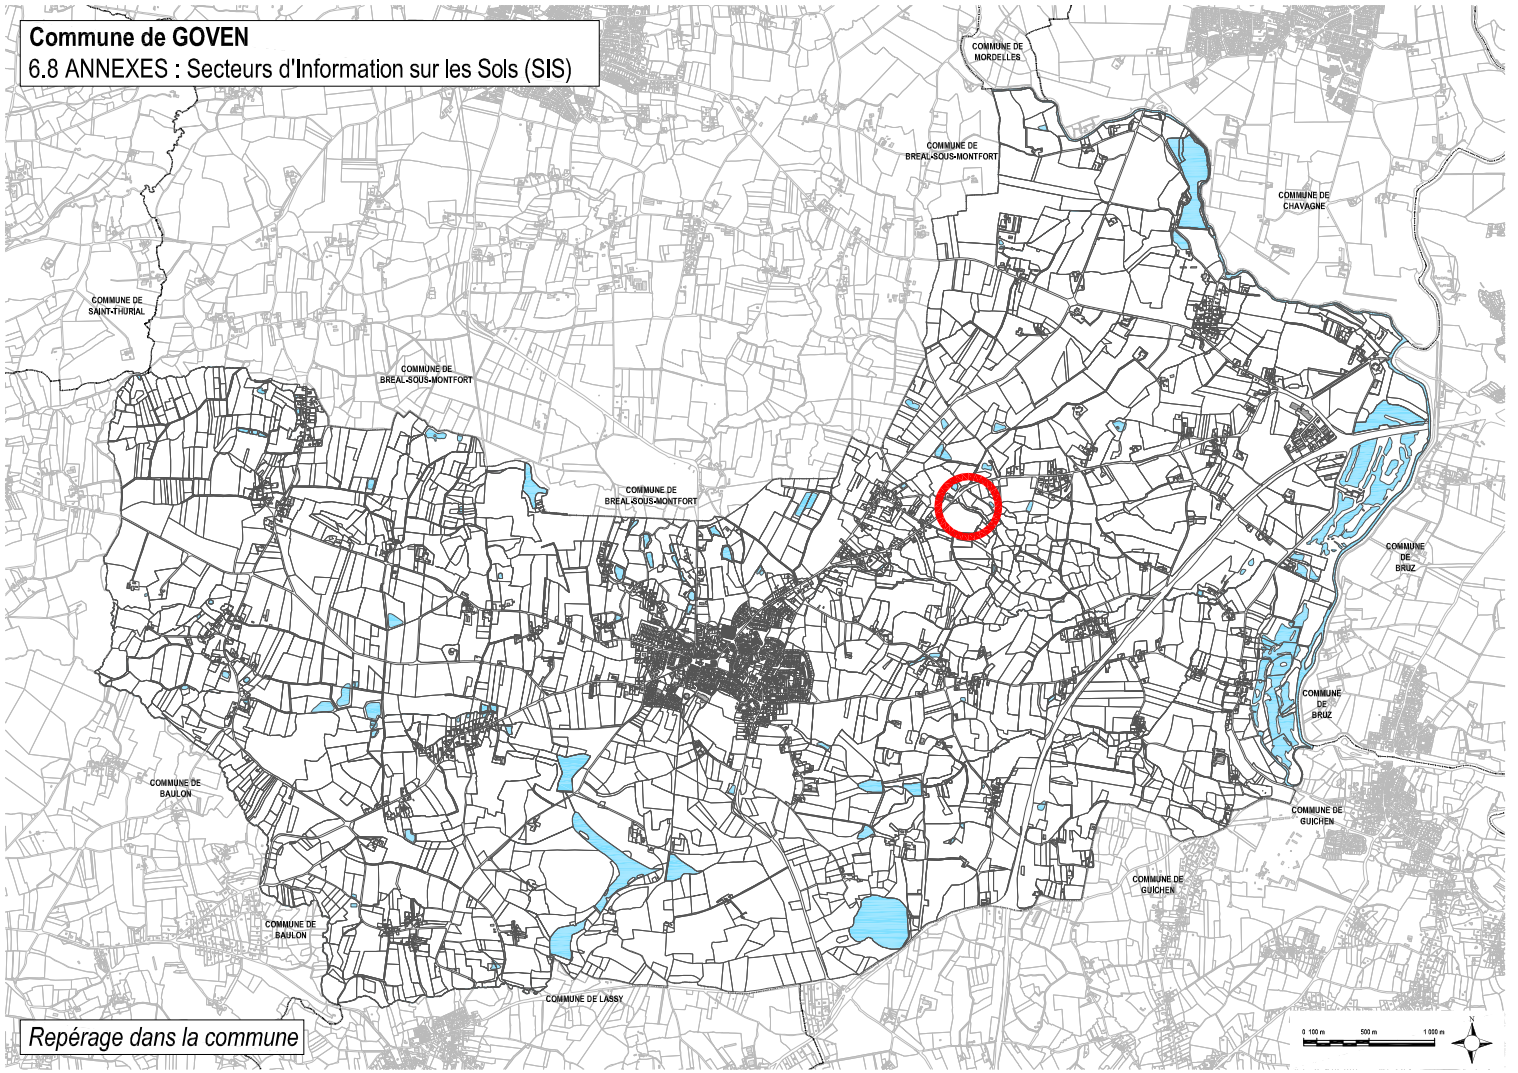 Commune de GOVEN
6.8 ANNEXES : Secteurs d'Information sur les Sols (SIS)
COMMUNE DE
MORDELLES
COMMUNE DE
BREAL-SOUS-MONTFORT
COMMUNE DE
CHAVAGNE
COMMUNE DE
SAINT-THURIAL
COMMUNE DE
BREAL-SOUS-MONTFORT
COMMUNE DE
BREAL-SOUS-MONTFORT
COMMUNE
DE
BRUZ
COMMUNE
DE
BRUZ
COMMUNE DE
BAULON
COMMUNE DE
GUICHEN
COMMUNE DE
GUICHEN
COMMUNE DE
BAULON
COMMUNE DE LASSY
Repérage dans la commune
0 100 m 500 m 1 000 m
N